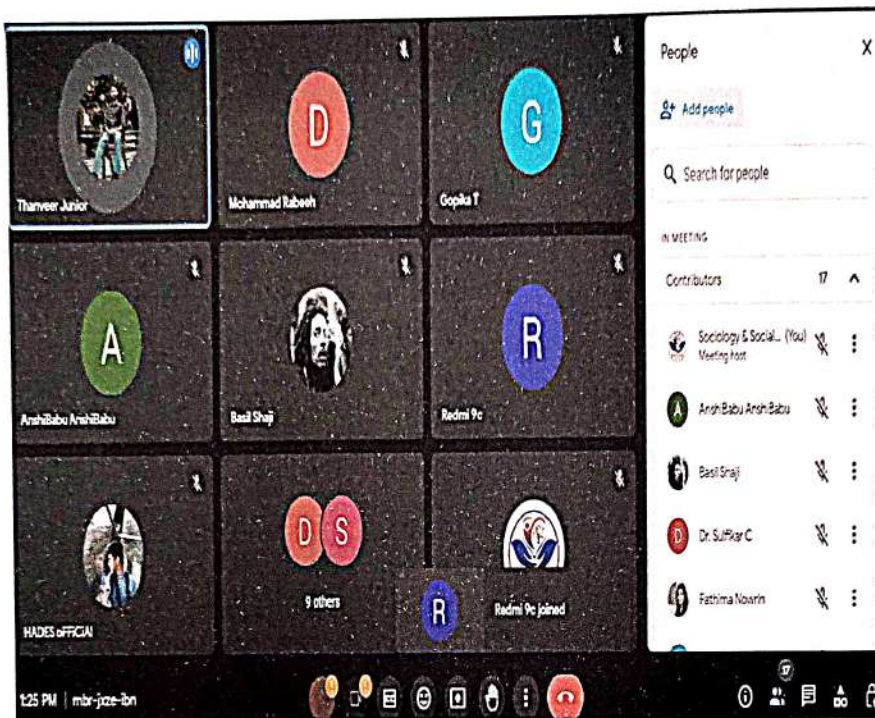 Thanveer Junior
D
Mohammad Rabeeh
G
Gopika T
A
AnshiBabu AnshiBabu
Basil Shaji
R
Redmi 9c
HADES oFFiCiAl
D S
9 others
R
Redmi 9c joined
1:25 PM | mbr-jxze-ibn
People
Add people
Search for people
IN MEETING
Contributors 17
Sociology & Social... (You)
Meeting host
A
AnshiBabu AnshiBabu
Basil Shaji
D
Dr. Sulfikar C
Fathima Nowrin
17